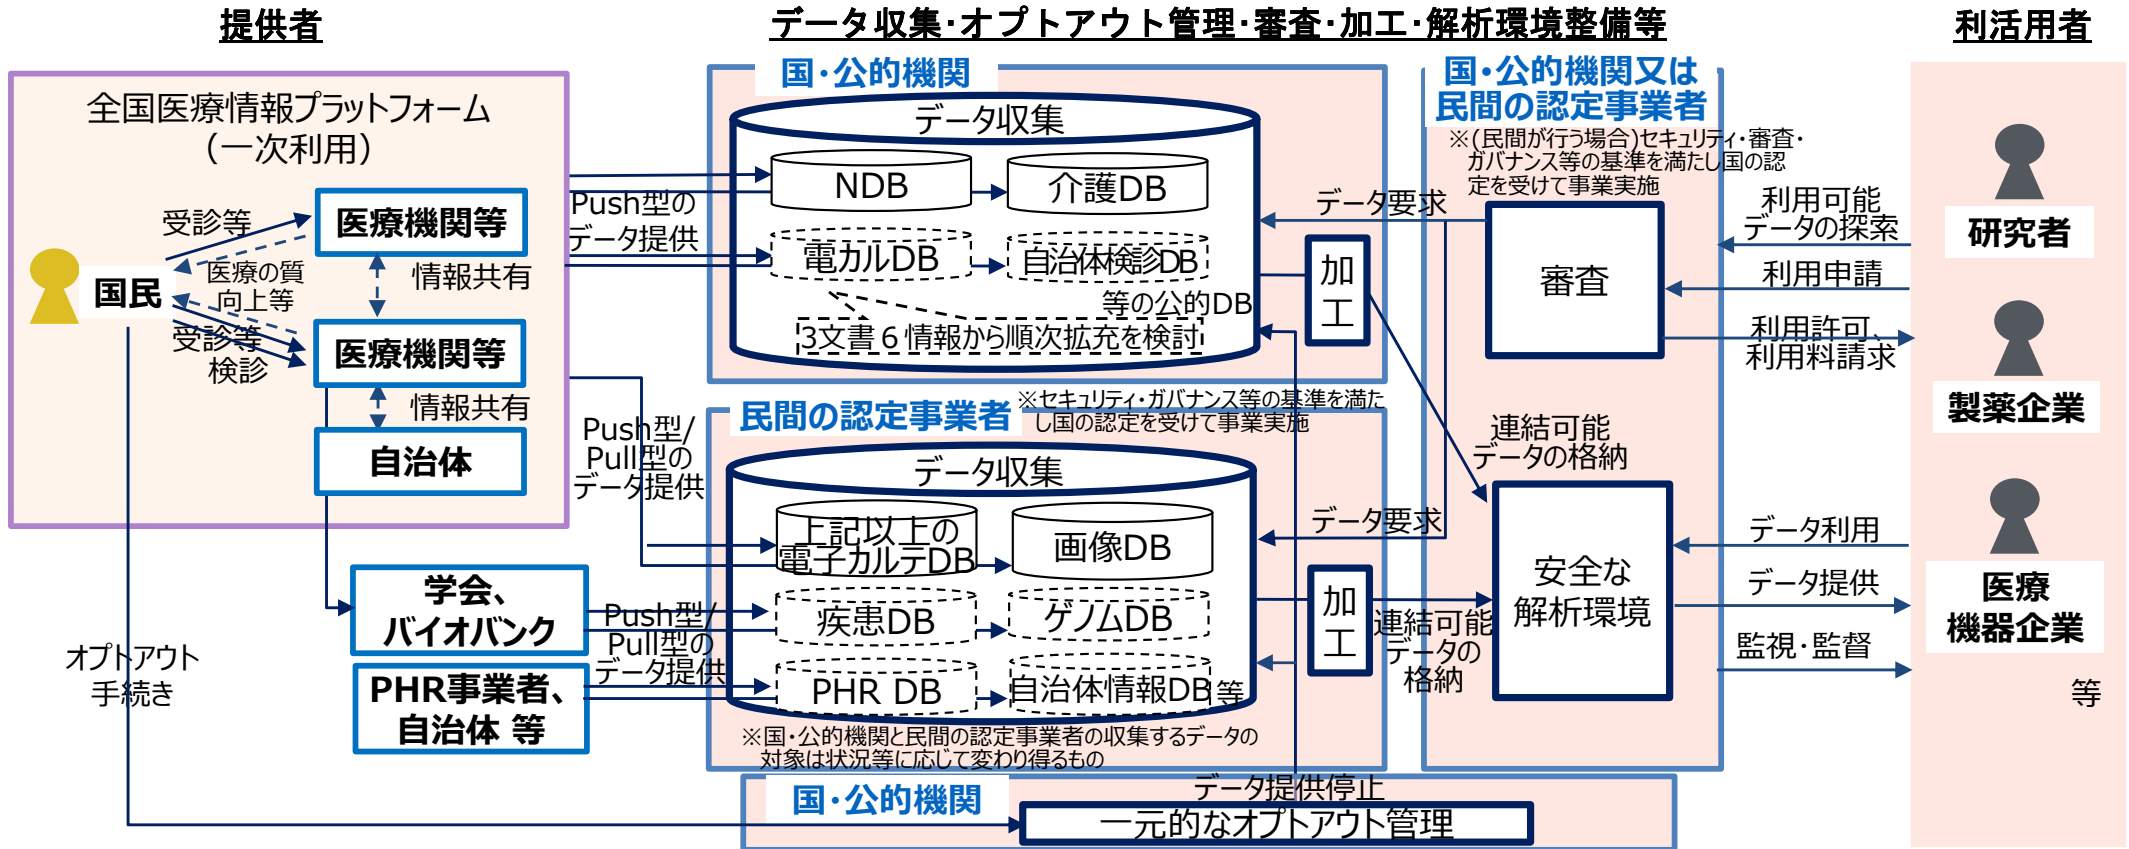 提供者
データ収集･オプトアウト管理･審査･加工･解析環境整備等
利活用者
全国医療情報プラットフォーム
（一次利用）
医療機関等
受診等
国民
医療の質
向上等
情報共有
受診等
検診
医療機関等
情報共有
自治体
学会、
バイオバンク
PHR事業者、
自治体 等
オプトアウト
手続き
Push型の
データ提供
Push型/
Pull型の
データ提供
Push型/
Pull型の
データ提供
国･公的機関
データ収集
NDB
介護DB
電カルDB
自治体検診DB
等の公的DB
3文書６情報から順次拡充を検討
加
工
民間の認定事業者
※セキュリティ･ガバナンス等の基準を満た
し国の認定を受けて事業実施
データ収集
上記以上の
電子カルテDB
画像DB
疾患DB
ゲノムDB
PHR DB
自治体情報DB
等
※国･公的機関と民間の認定事業者の収集するデータの
対象は状況等に応じて変わり得るもの
加
工
国･公的機関
データ提供停止
一元的なオプトアウト管理
国･公的機関又は
民間の認定事業者
※(民間が行う場合)セキュリティ･審査･
ガバナンス等の基準を満たし国の認
定を受けて事業実施
データ要求
審査
連結可能
データの格納
データ要求
安全な
解析環境
連結可能
データの
格納
利用可能
データの探索
利用申請
利用許可、
利用料請求
データ利用
データ提供
監視･監督
研究者
製薬企業
医療
機器企業
等